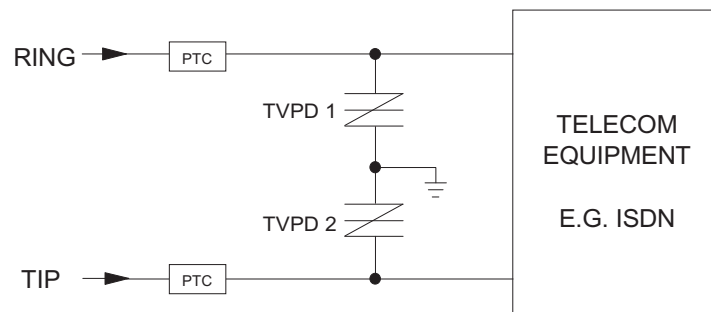 RING
PTC
TVPD 1
TELECOM
EQUIPMENT
E.G. ISDN
TVPD 2
TIP
PTC